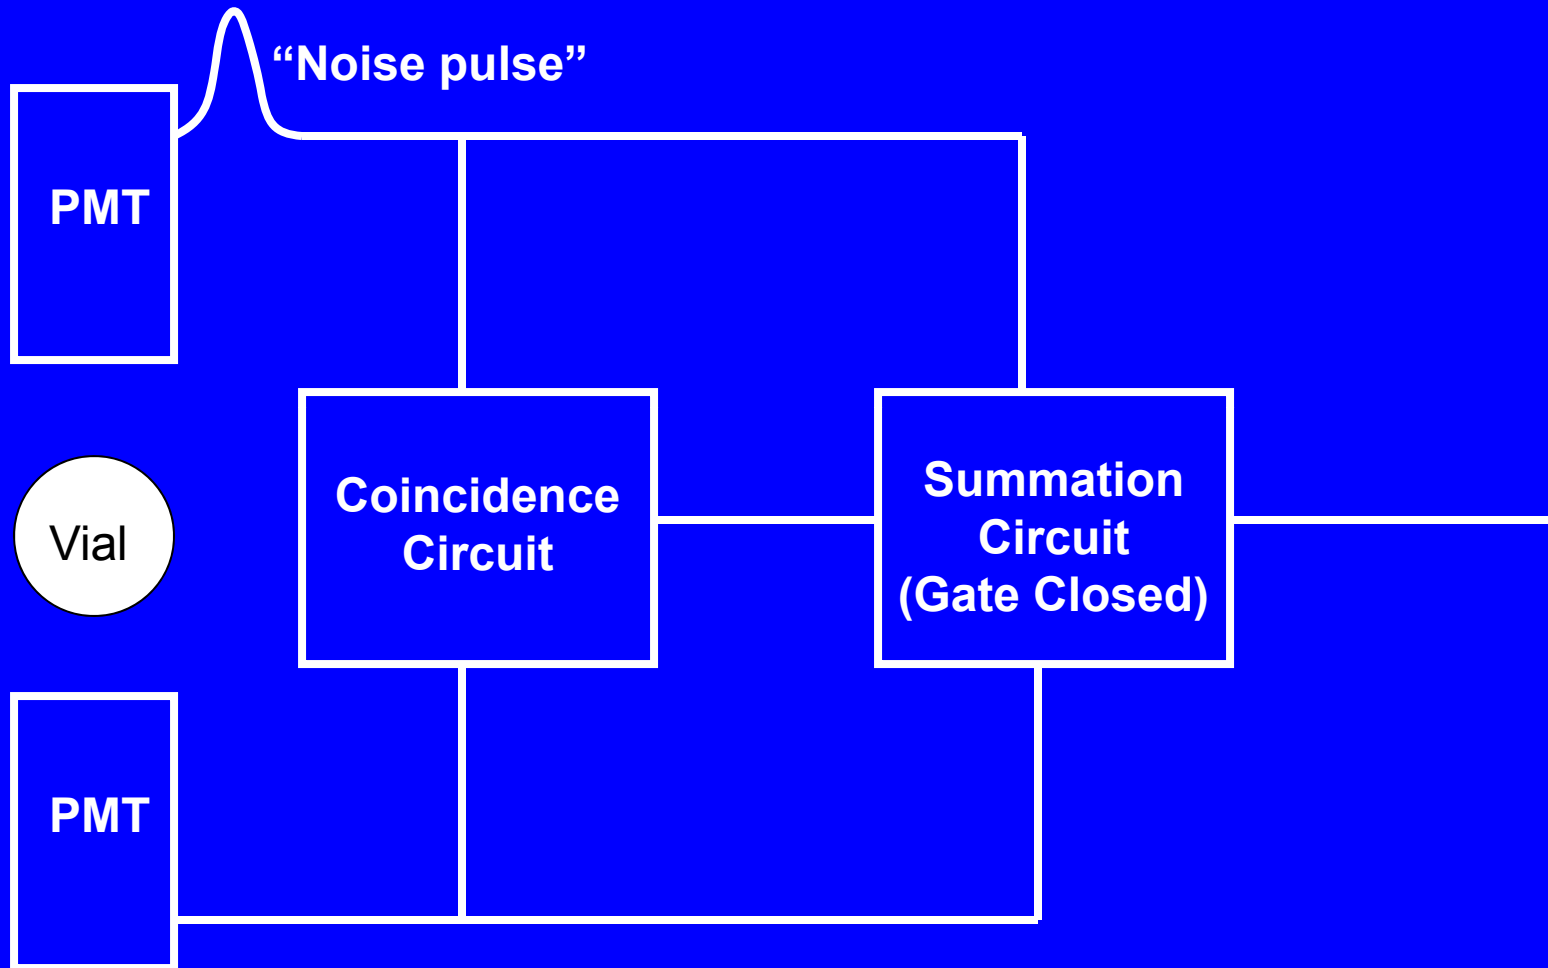 “Noise pulse”
PMT
Coincidence
Circuit
Summation
Circuit
(Gate Closed)
Vial
PMT